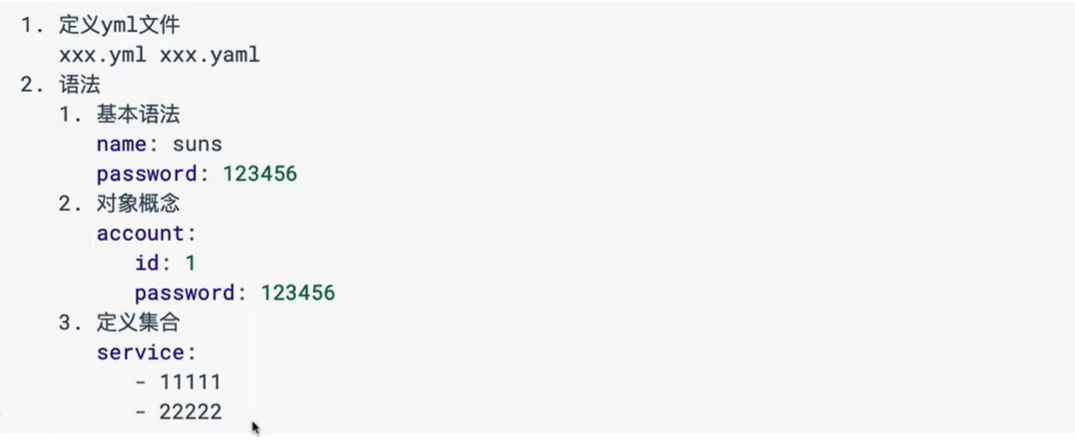 1. 定义yml文件
xxx.yml xxx.yaml
2. 语法
1. 基本语法
name: suns
password: 123456
2. 对象概念
account:
id: 1
password: 123456
3. 定义集合
service:
- 11111
- 22222